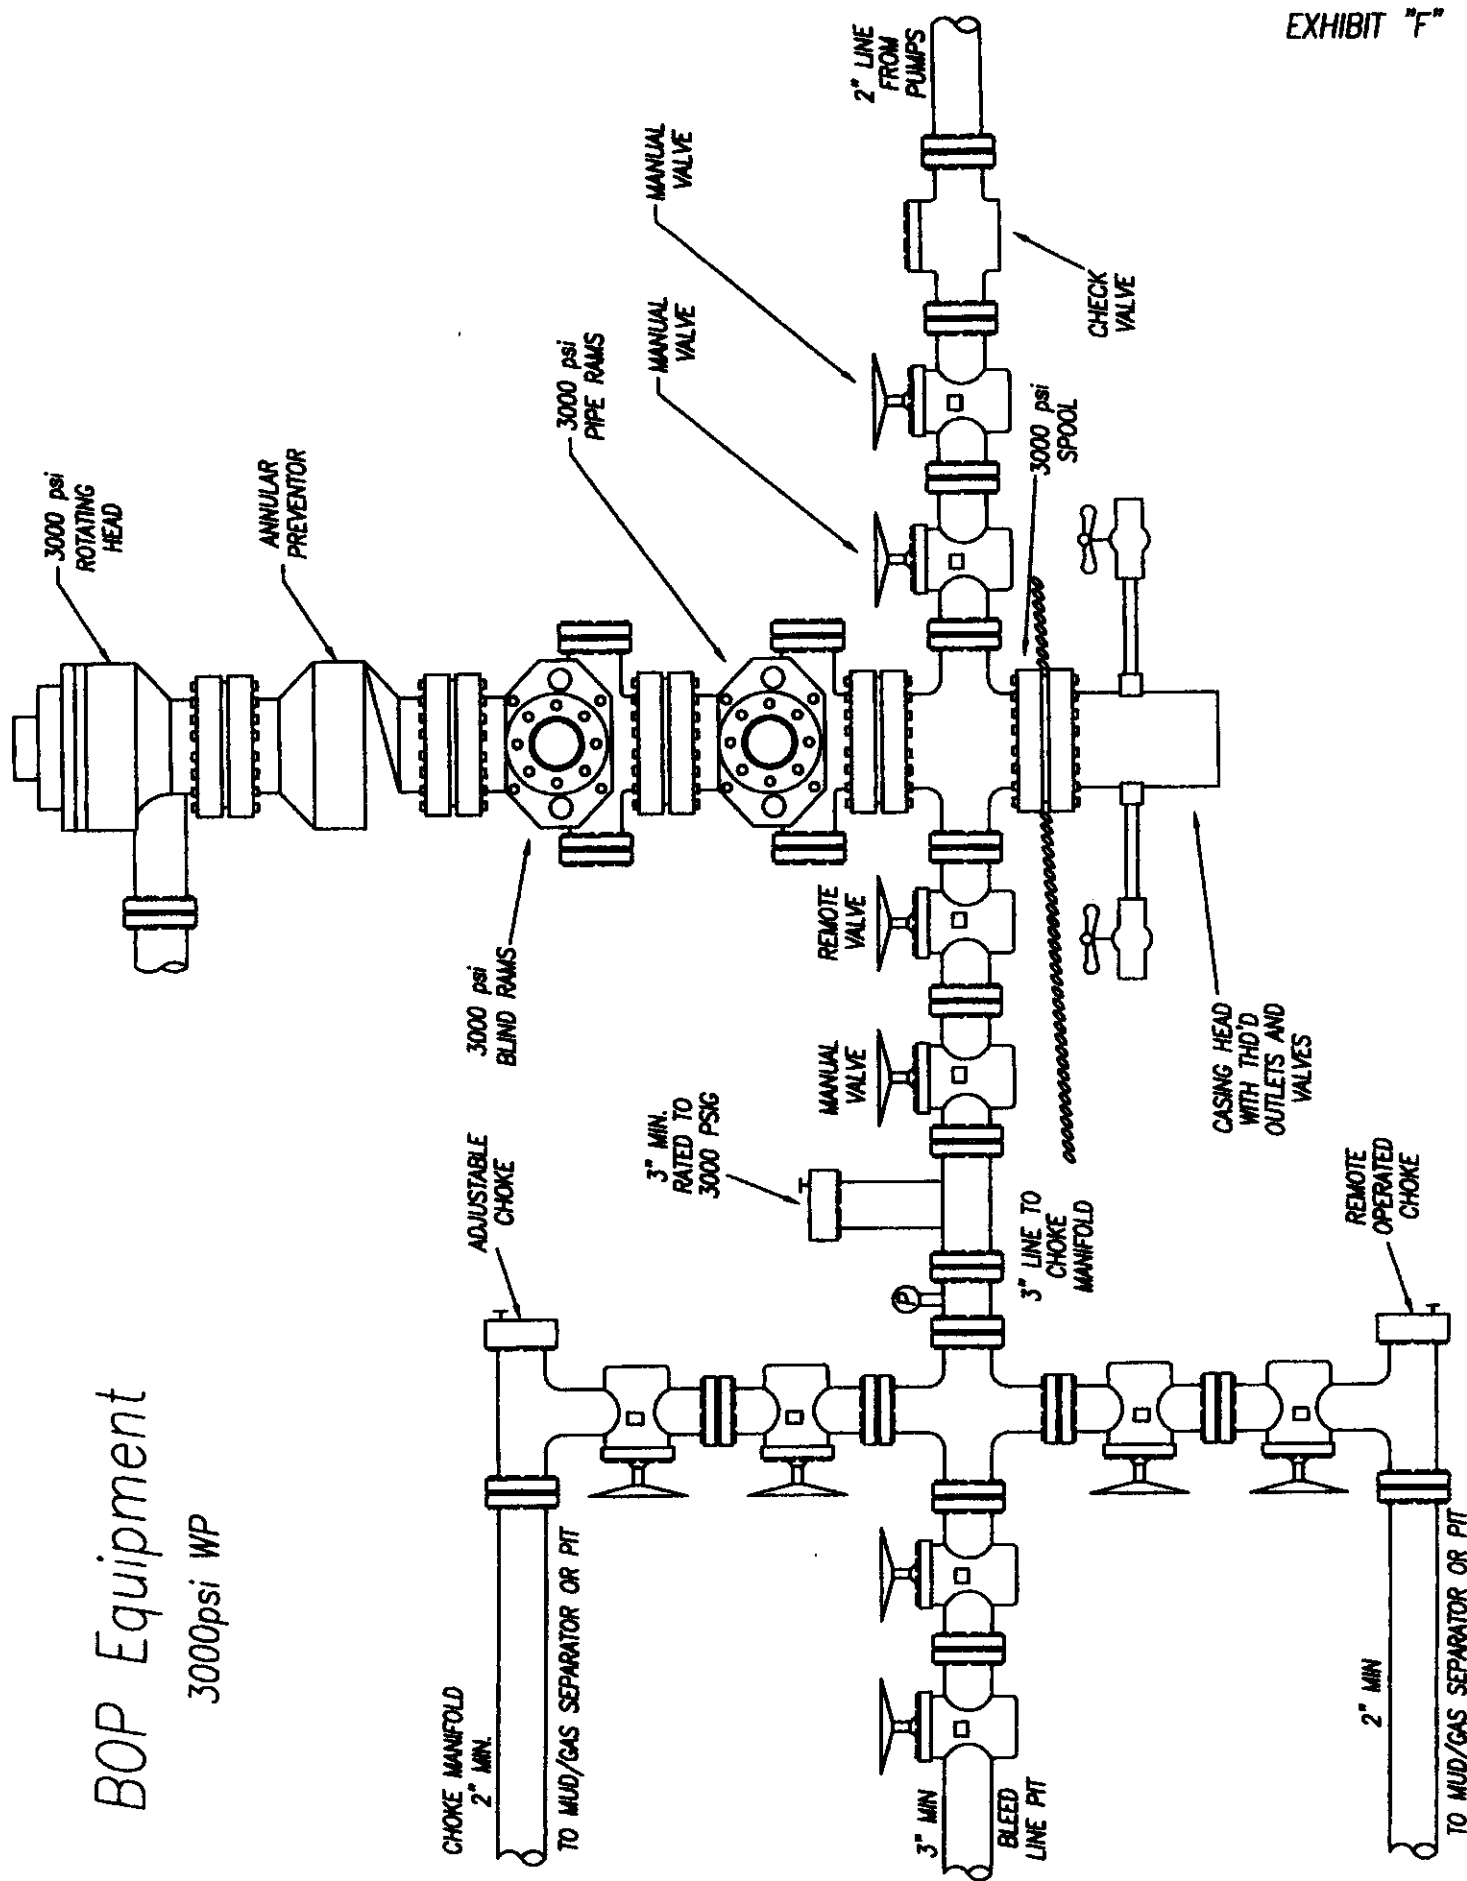 EXHIBIT "F"
BOP Equipment
3000psi WP
3000 psi
ROTATING
HEAD
ANNULAR
PREVENTOR
3000 psi
BLIND RAMS
3000 psi
PIPE RAMS
MANUAL
VALVE
MANUAL
VALVE
2" LINE
FROM
PUMPS
CHECK
VALVE
3000 psi
SPOOL
REMOTE
VALVE
MANUAL
VALVE
3" MIN.
RATED TO
3000 PSIG
ADJUSTABLE
CHOKE
P
3" LINE TO
CHOKE
MANIFOLD
CASING HEAD
WITH THD'D
OUTLETS AND
VALVES
REMOTE
OPERATED
CHOKE
CHOKE MANIFOLD
2" MIN.
TO MUD/GAS SEPARATOR OR PIT
3" MIN
BLEED
LINE PIT
2" MIN
TO MUD/GAS SEPARATOR OR PIT